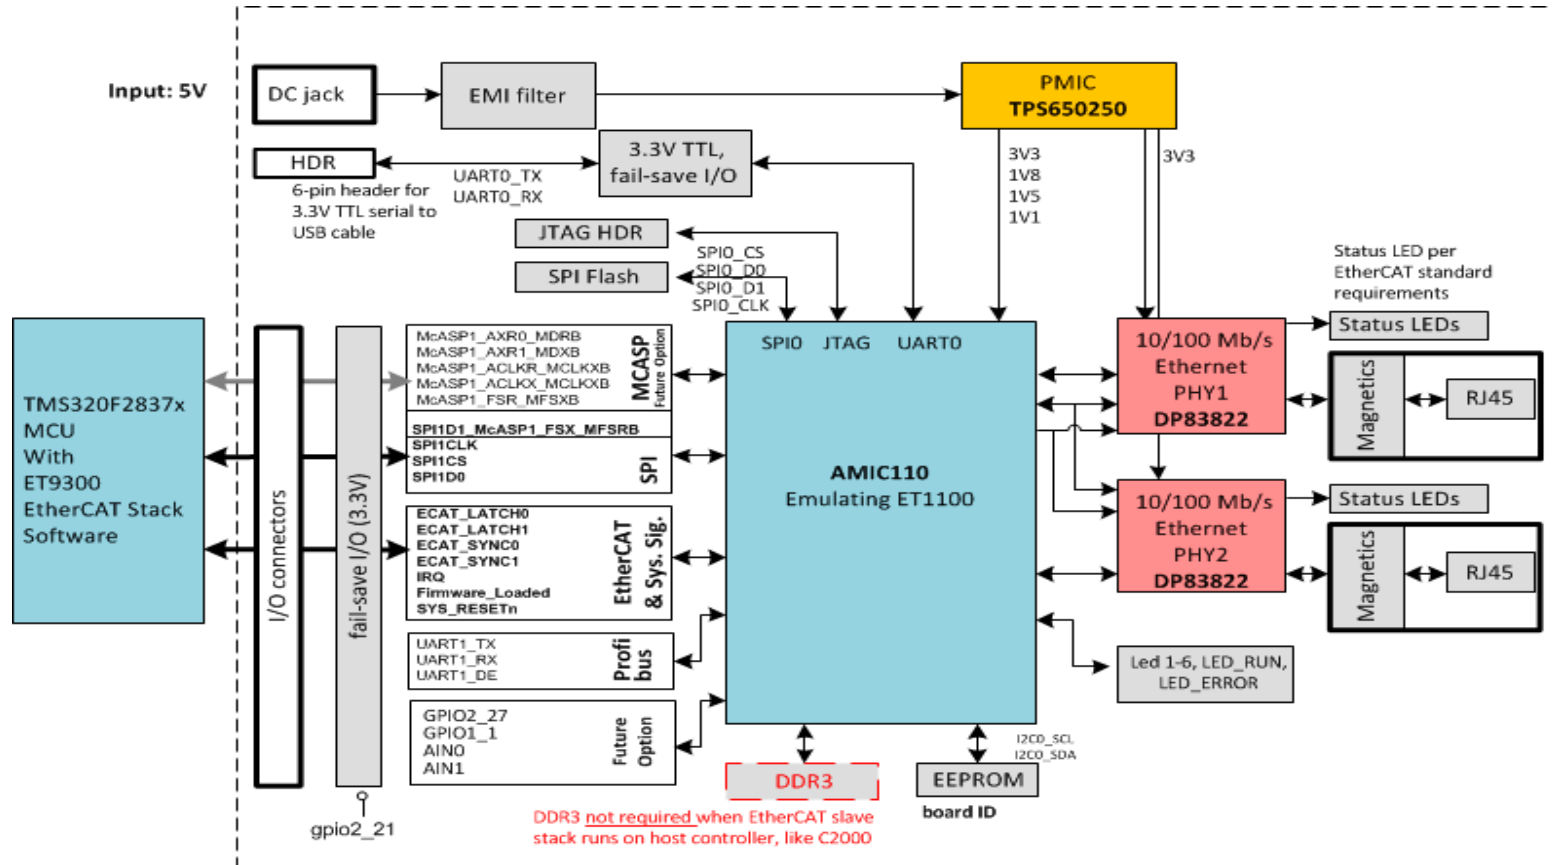 Input: 5V
DC jack
EMI filter
PMIC
TPS650250
HDR
6-pin header for
3.3V TTL serial to
USB cable
UART0_TX
UART0_RX
3.3V TTL,
fail-save I/O
3V3
1V8
1V5
1V1
3V3
JTAG HDR
SPI Flash
SPI0_CS
SPI0_D0
SPI0_D1
SPI0_CLK
Status LED per
EtherCAT standard
requirements
TMS320F2837x
MCU
With
ET9300
EtherCAT Stack
Software
I/O connectors
fail-save I/O (3.3V)
gpio2_21
McASP1_AXR0_MDRB
McASP1_AXR1_MDXB
McASP1_ACLKR_MCLKXB
McASP1_ACLKX_MCLKXB
McASP1_FSR_MFSXB
MCASP
Future Option
SPI1D1_McASP1_FSX_MFSRB
SPI1CLK
SPI1CS
SPI1D0
SPI
ECAT_LATCH0
ECAT_LATCH1
ECAT_SYNC0
ECAT_SYNC1
IRQ
Firmware_Loaded
SYS_RESETn
EtherCAT
& Sys. Sig.
UART1_TX
UART1_RX
UART1_DE
Profi
bus
GPIO2_27
GPIO1_1
AIN0
AIN1
Future
Option
SPI0 JTAG UART0
AMIC110
Emulating ET1100
10/100 Mb/s
Ethernet
PHY1
DP83822
Status LEDs
Magnetics
RJ45
10/100 Mb/s
Ethernet
PHY2
DP83822
Status LEDs
Magnetics
RJ45
Led 1-6, LED_RUN,
LED_ERROR
DDR3
DDR3 not required when EtherCAT slave
stack runs on host controller, like C2000
I2C0_SCL
I2C0_SDA
EEPROM
board ID